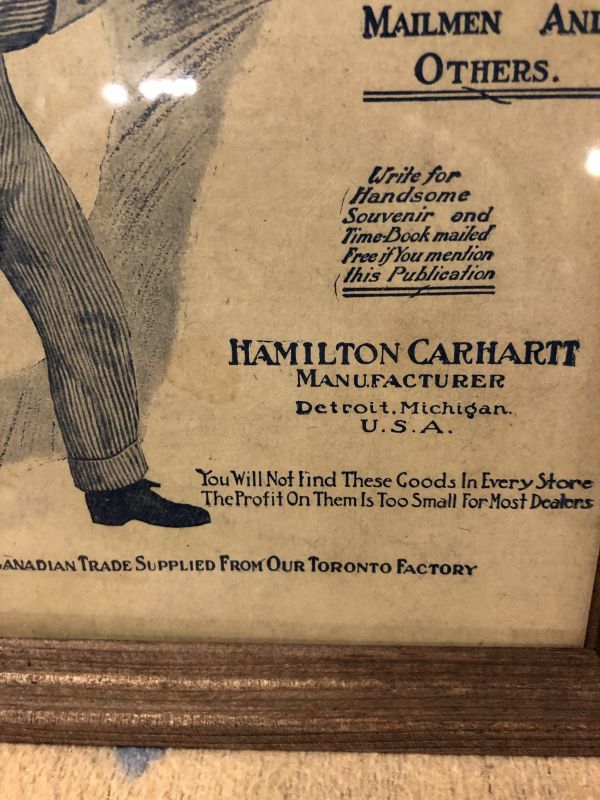 MAILMEN AND
OTHERS.
Write for
Handsome
Souvenir and
Time-Book mailed
Free if You mention
this Publication
HAMILTON CARHARTT
MANUFACTURER
Detroit. Michigan.
U.S.A.
You Will Not Find These Goods In Every Store
The Profit On Them Is Too Small For Most Dealers
CANADIAN TRADE SUPPLIED FROM OUR TORONTO FACTORY